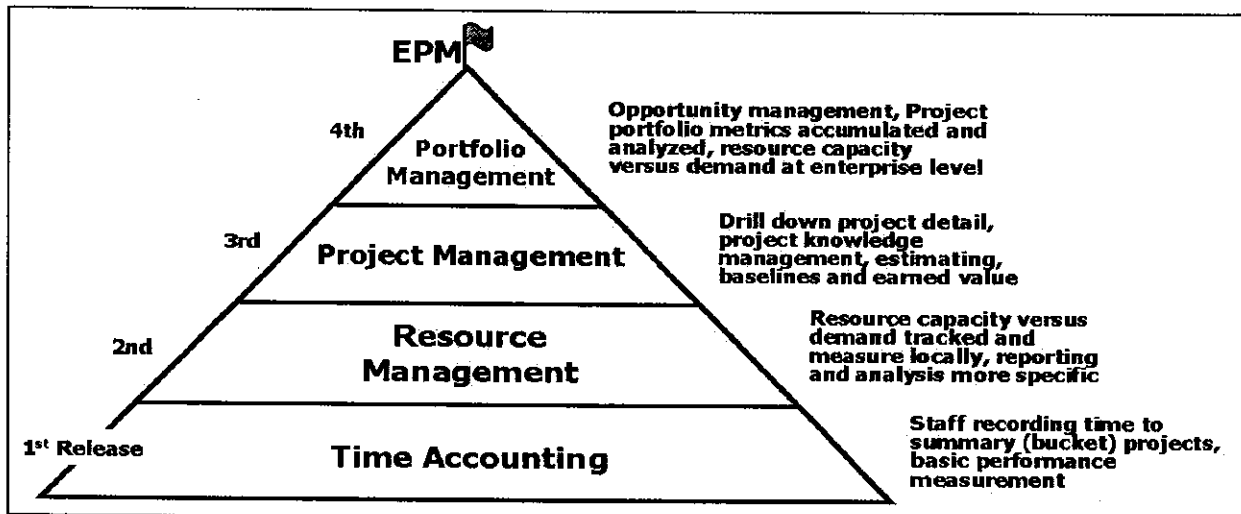 EPM
4th
Portfolio
Management
Opportunity management, Project
portfolio metrics accumulated and
analyzed, resource capacity
versus demand at enterprise level
3rd
Project Management
Drill down project detail,
project knowledge
management, estimating,
baselines and earned value
2nd
Resource
Management
Resource capacity versus
demand tracked and
measure locally, reporting
and analysis more specific
1st Release
Time Accounting
Staff recording time to
summary (bucket) projects,
basic performance
measurement